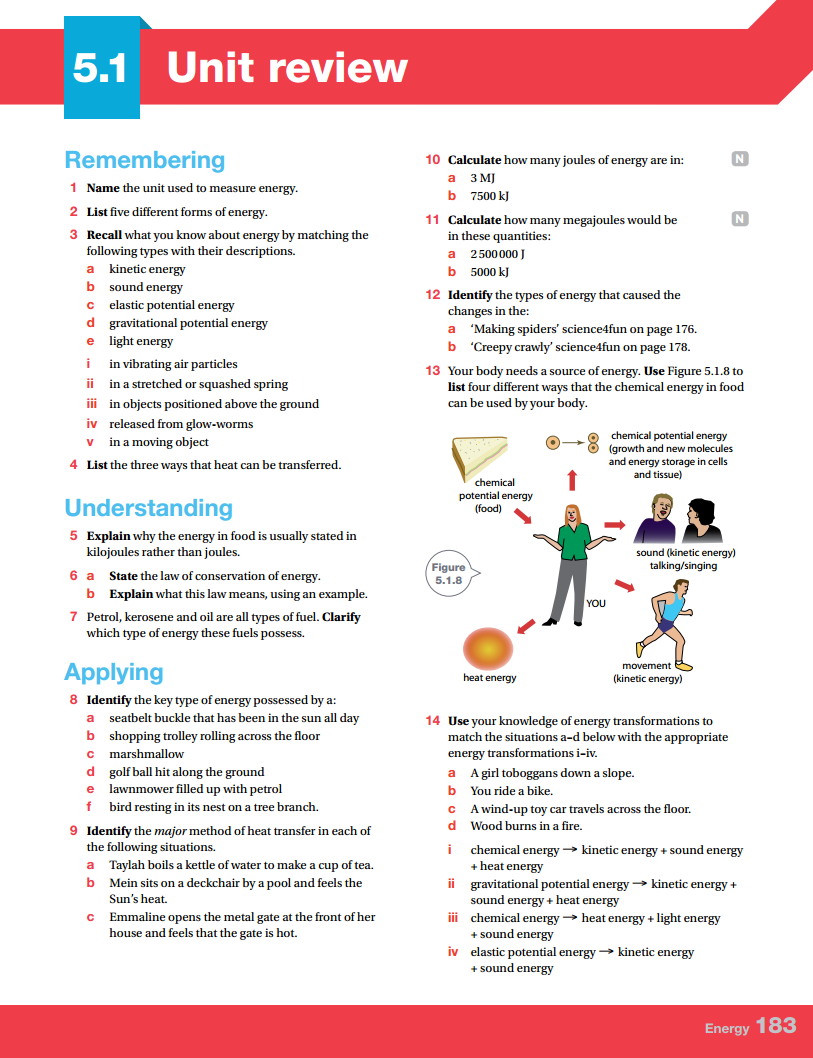 5.1 Unit review
Remembering
1 Name the unit used to measure energy.
2 List five different forms of energy.
3 Recall what you know about energy by matching the
following types with their descriptions.
a kinetic energy
b sound energy
c elastic potential energy
d gravitational potential energy
e light energy
i in vibrating air particles
ii in a stretched or squashed spring
iii in objects positioned above the ground
iv released from glow-worms
v in a moving object
4 List the three ways that heat can be transferred.
Understanding
5 Explain why the energy in food is usually stated in
kilojoules rather than joules.
6 a State the law of conservation of energy.
b Explain what this law means, using an example.
7 Petrol, kerosene and oil are all types of fuel. Clarify
which type of energy these fuels possess.
Applying
8 Identify the key type of energy possessed by a:
a seatbelt buckle that has been in the sun all day
b shopping trolley rolling across the floor
c marshmallow
d golf ball hit along the ground
e lawnmower filled up with petrol
f bird resting in its nest on a tree branch.
9 Identify the major method of heat transfer in each of
the following situations.
a Taylah boils a kettle of water to make a cup of tea.
b Mein sits on a deckchair by a pool and feels the
Sun's heat.
c Emmaline opens the metal gate at the front of her
house and feels that the gate is hot.
10 Calculate how many joules of energy are in: N
a 3 MJ
b 7500 kJ
11 Calculate how many megajoules would be N
in these quantities:
a 2 500 000 J
b 5000 kJ
12 Identify the types of energy that caused the
changes in the:
a 'Making spiders' science4fun on page 176.
b 'Creepy crawly' science4fun on page 178.
13 Your body needs a source of energy. Use Figure 5.1.8 to
list four different ways that the chemical energy in food
can be used by your body.
chemical potential energy
(growth and new molecules
and energy storage in cells
and tissue)
chemical
potential energy
(food)
sound (kinetic energy)
talking/singing
Figure
5.1.8
YOU
movement
(kinetic energy)
heat energy
14 Use your knowledge of energy transformations to
match the situations a–d below with the appropriate
energy transformations i–iv.
a A girl toboggans down a slope.
b You ride a bike.
c A wind-up toy car travels across the floor.
d Wood burns in a fire.
i chemical energy → kinetic energy + sound energy
+ heat energy
ii gravitational potential energy → kinetic energy +
sound energy + heat energy
iii chemical energy → heat energy + light energy
+ sound energy
iv elastic potential energy → kinetic energy
+ sound energy
Energy 183